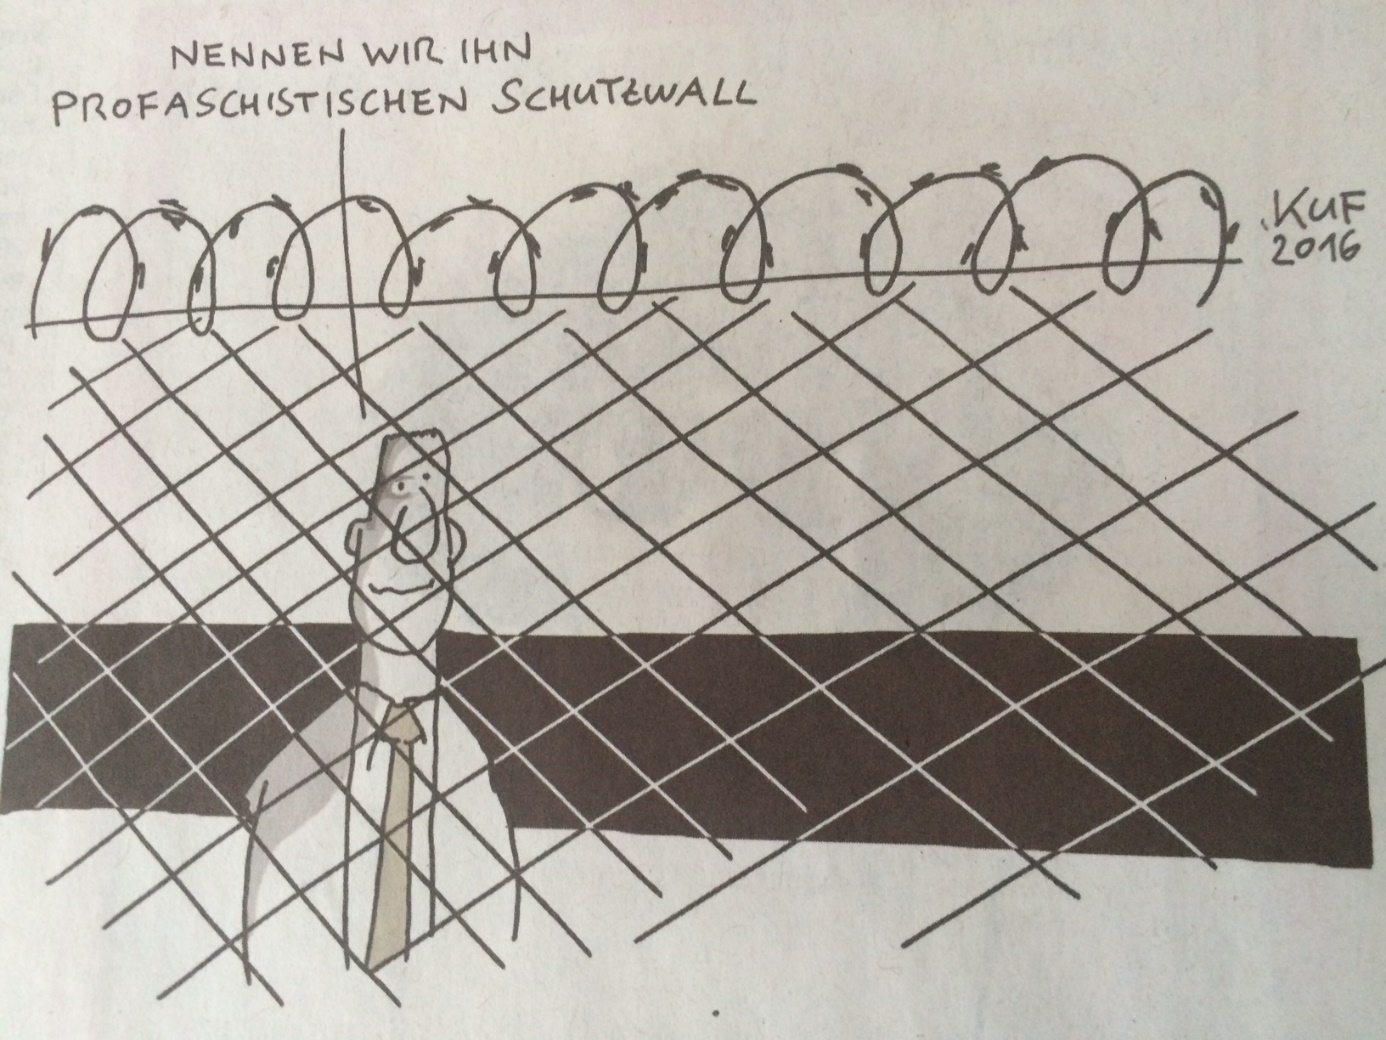 NENNEN WIR IHN
PROFASCHISTISCHEN SCHUTZWALL
KUF
2016